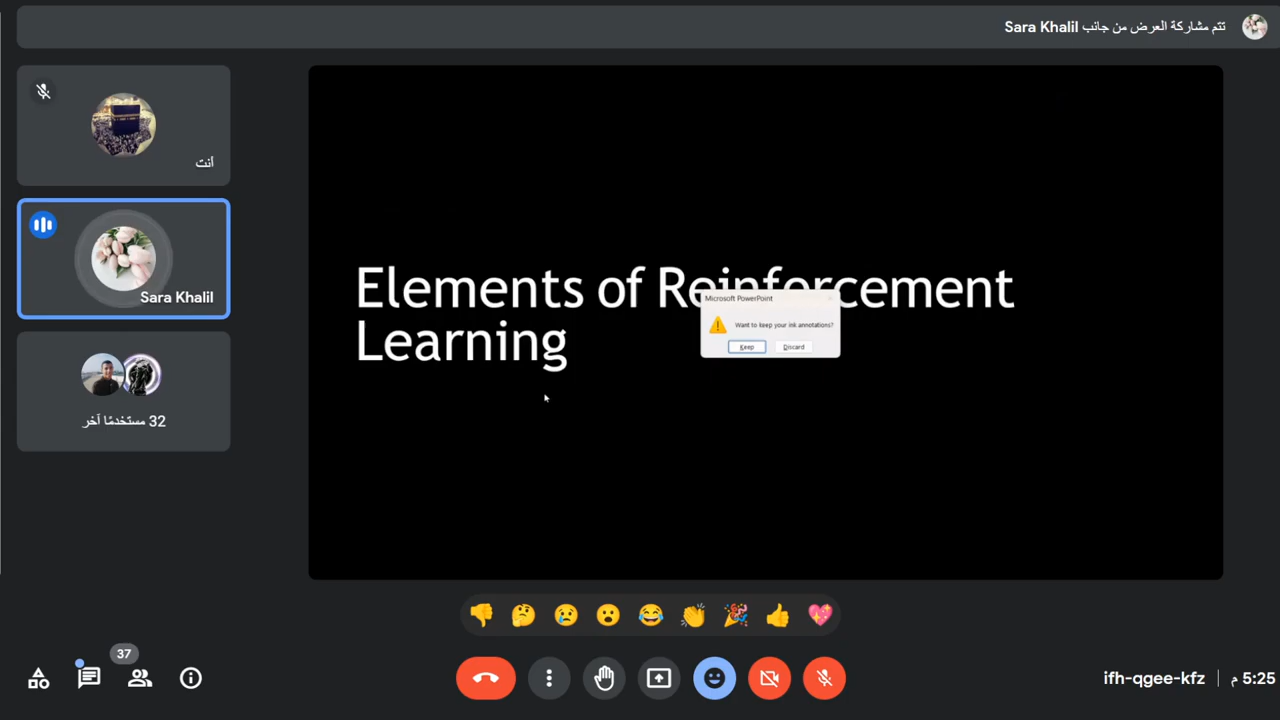 تتم مشاركة العرض من جانب Sara Khalil
أنت
Sara Khalil
32 مستخدمًا آخر
Elements of Reinforcement
Learning
Microsoft PowerPoint
Want to keep your ink annotations?
Keep
Discard
37
ifh-qgee-kfz
5:25 م